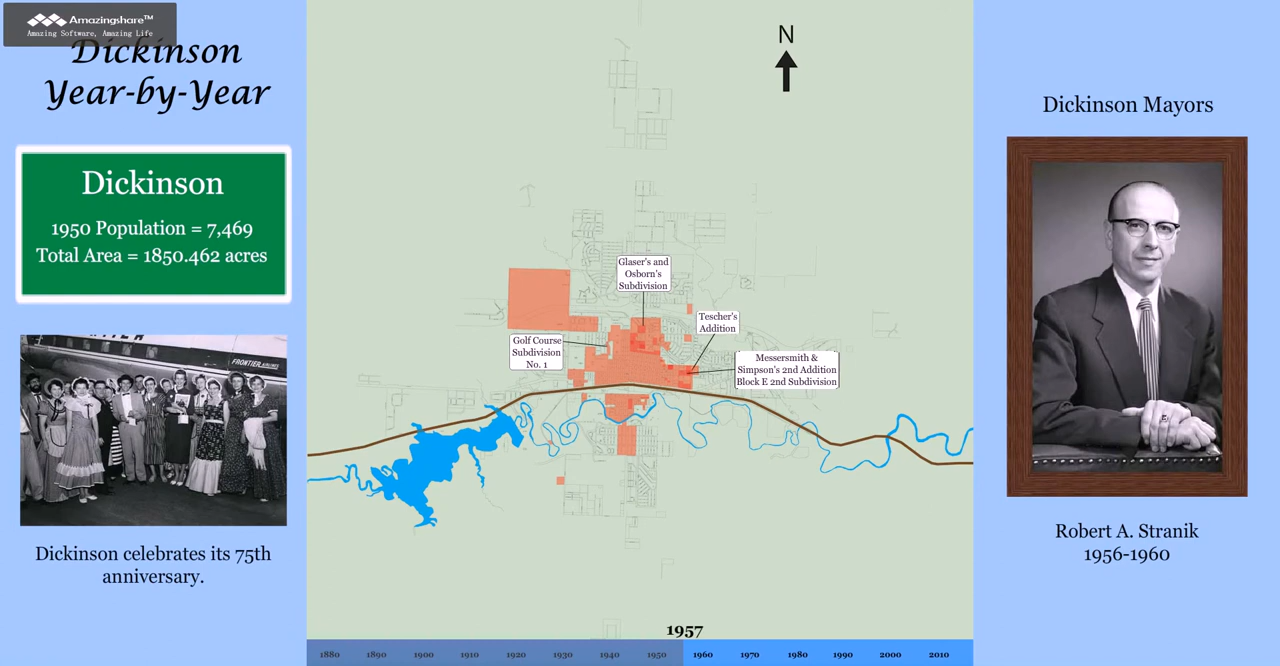 Amazingshare™
Amazing Software, Amazing Life
Dickinson
Year-by-Year
Dickinson
1950 Population = 7,469
Total Area = 1850.462 acres
FRONTIER AIRLINES
Dickinson celebrates its 75th
anniversary.
N
Glaser's and
Osborn's
Subdivision
Tescher's
Addition
Golf Course
Subdivision
No. 1
Messersmith &
Simpson's 2nd Addition
Block E 2nd Subdivision
1957
1880 1890 1900 1910 1920 1930 1940 1950 1960 1970 1980 1990 2000 2010
Dickinson Mayors
Robert A. Stranik
1956-1960